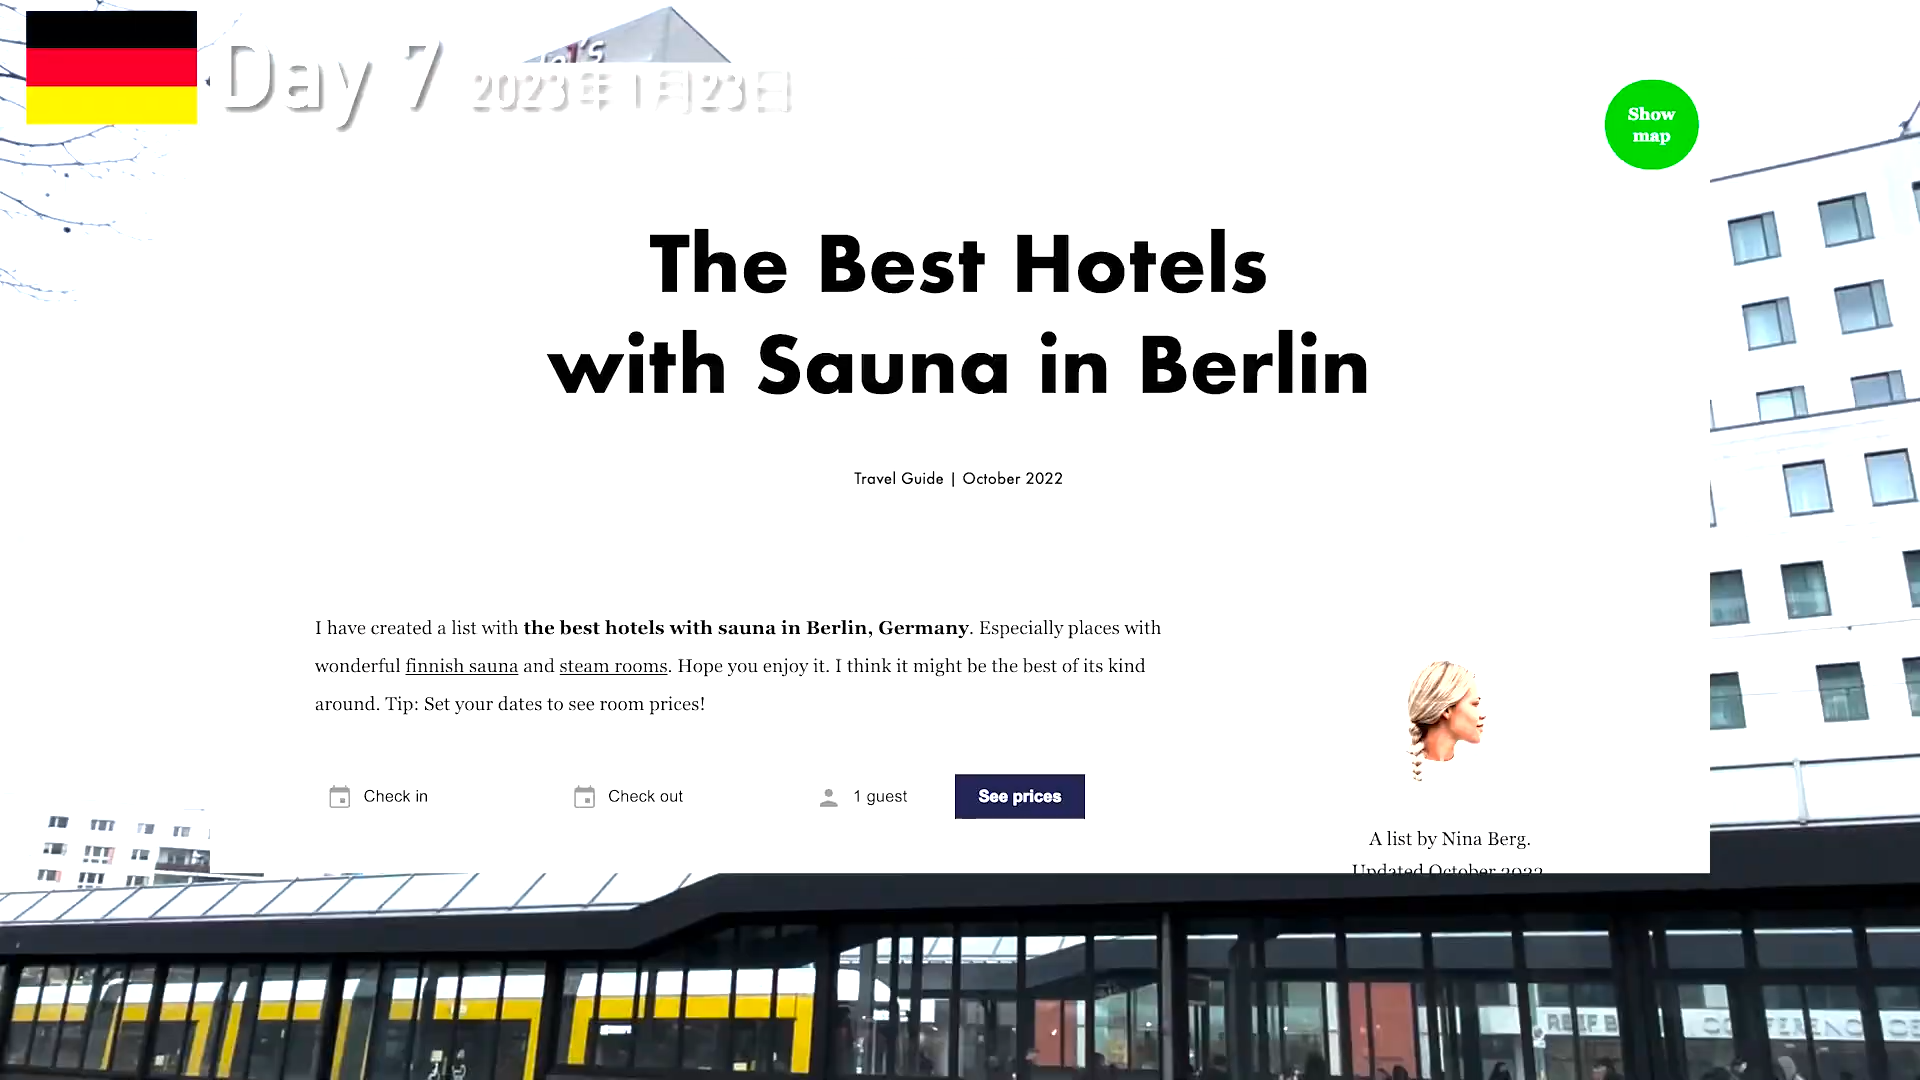 Day 7 2023年1月23日
Show
map
The Best Hotels
with Sauna in Berlin
Travel Guide | October 2022
I have created a list with the best hotels with sauna in Berlin, Germany. Especially places with
wonderful finnish sauna and steam rooms. Hope you enjoy it. I think it might be the best of its kind
around. Tip: Set your dates to see room prices!
Check in
Check out
1 guest
See prices
A list by Nina Berg.
Updated October 2022